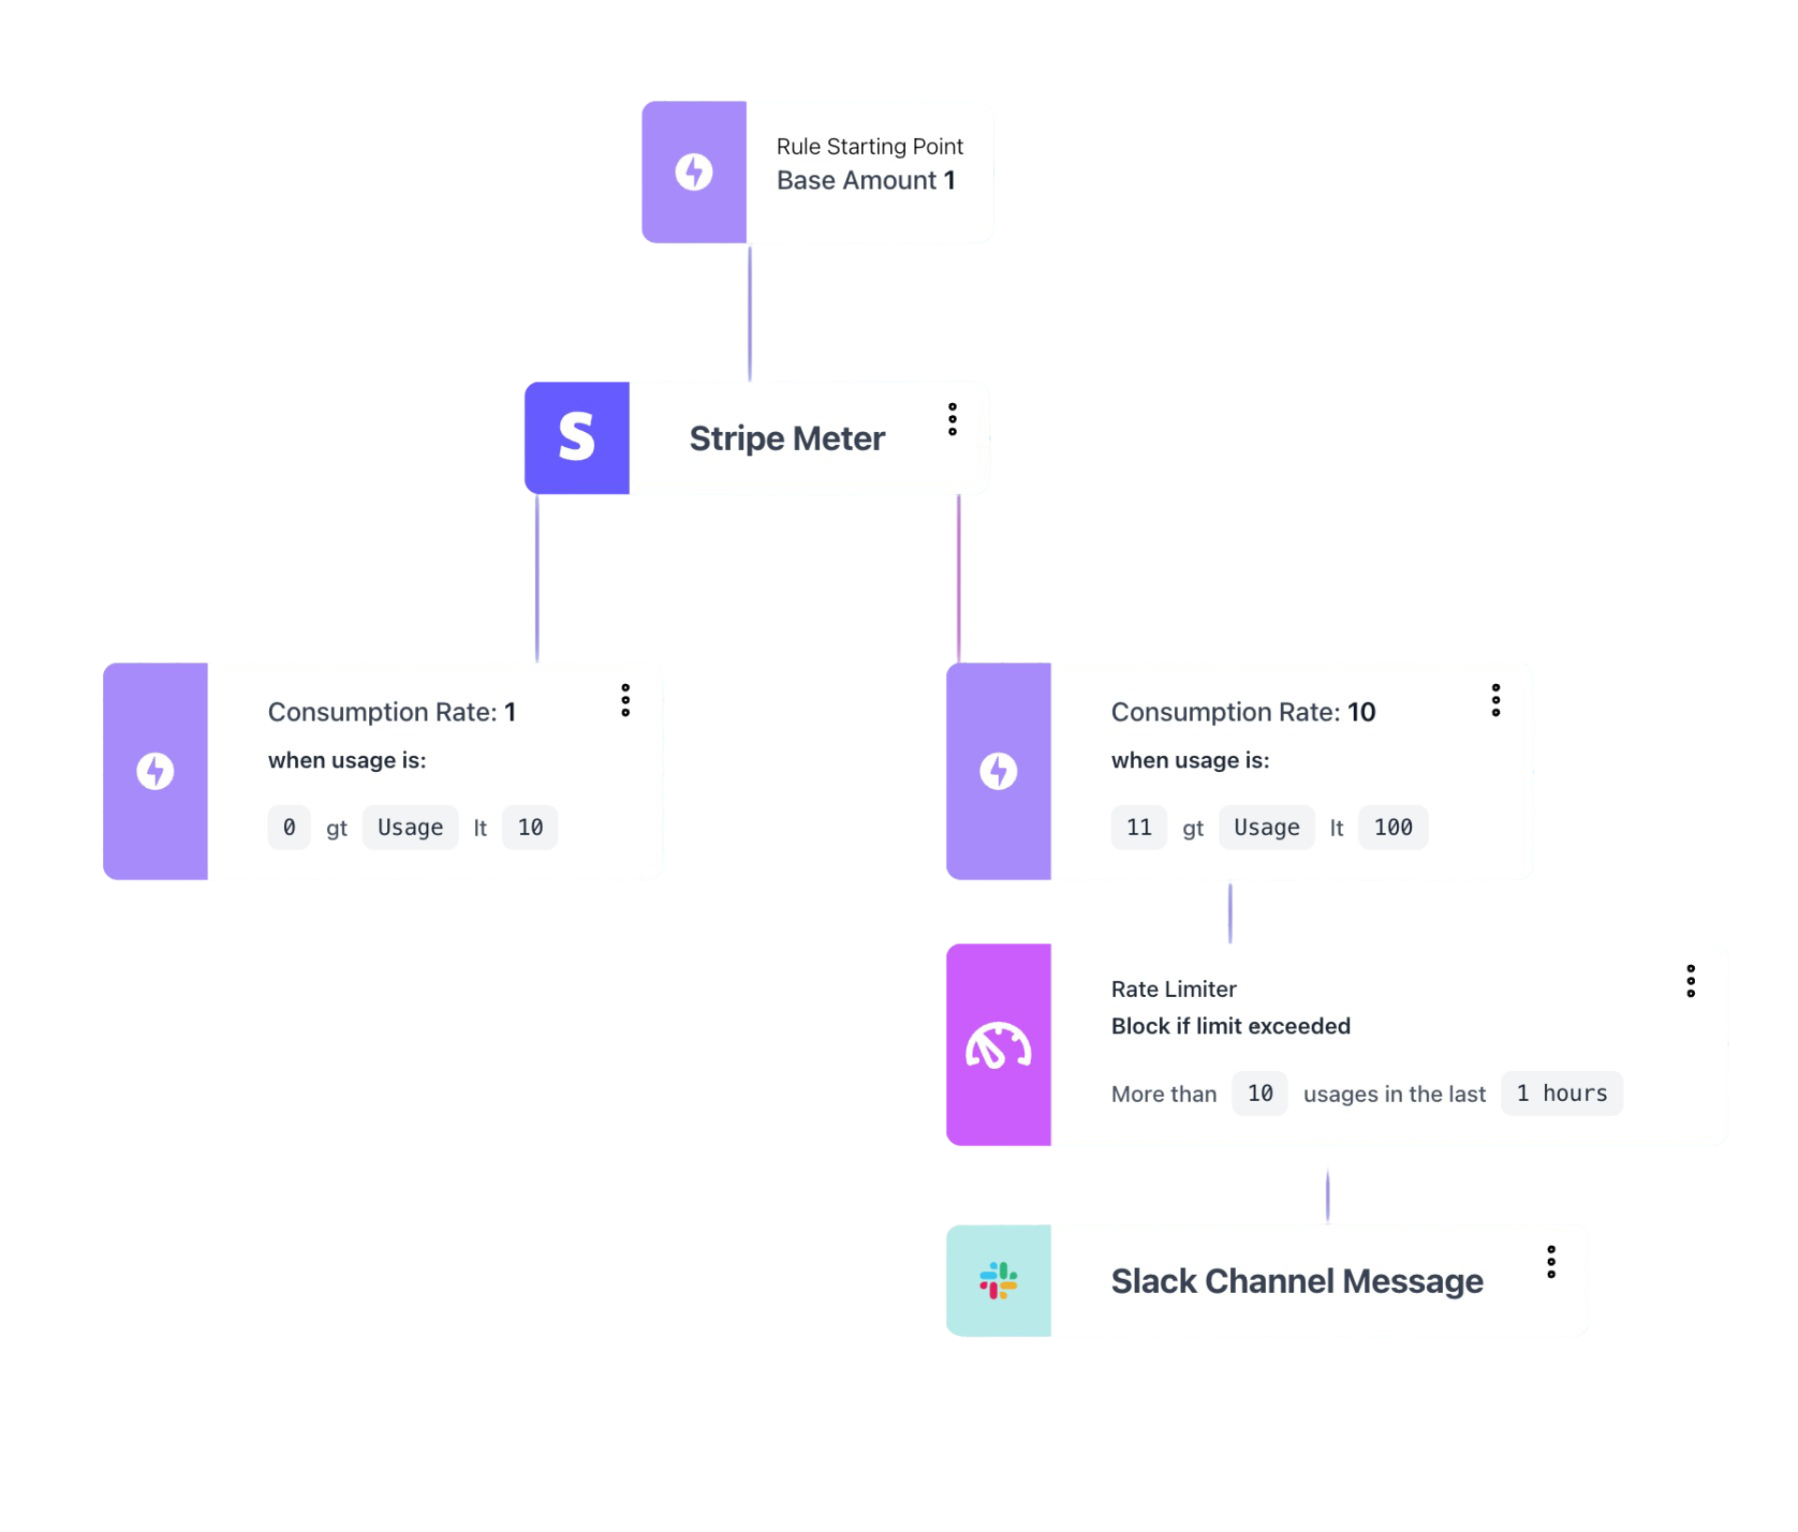 Rule Starting Point
Base Amount 1
S
Stripe Meter
Consumption Rate: 1
when usage is:
0 gt Usage lt 10
Consumption Rate: 10
when usage is:
11 gt Usage lt 100
Rate Limiter
Block if limit exceeded
More than 10 usages in the last 1 hours
Slack Channel Message